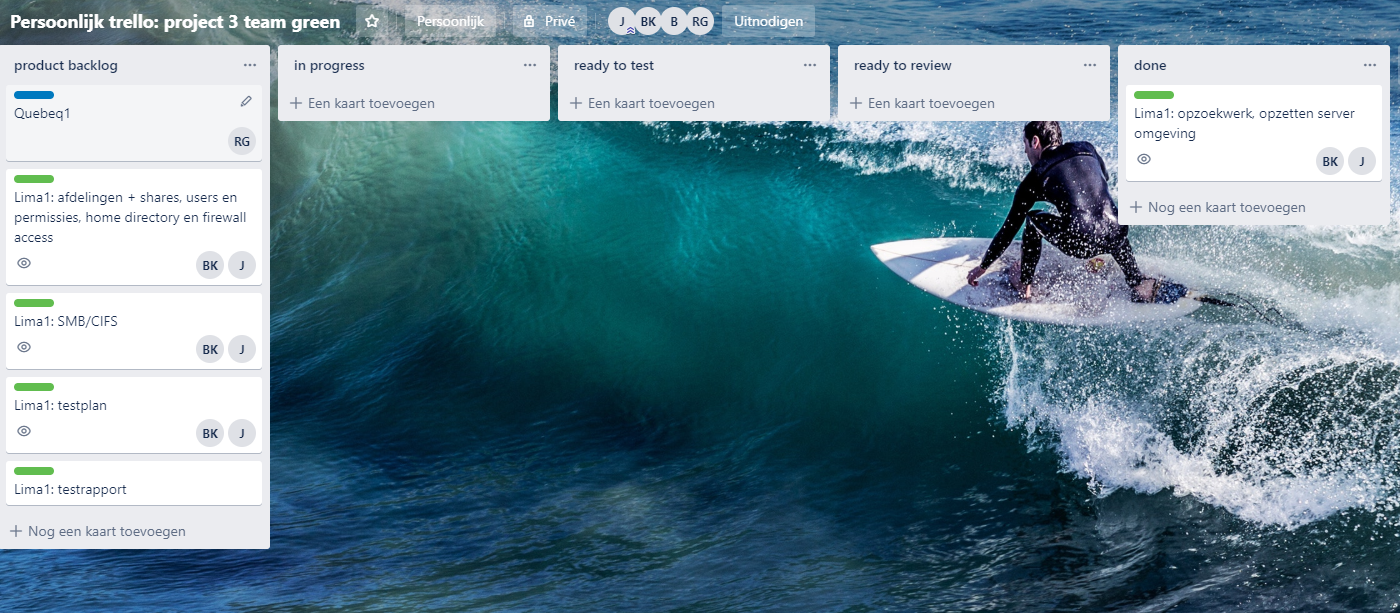 Persoonlijk trello: project 3 team green
Persoonlijk
Privé
J BK B RG
Uitnodigen
product backlog
Quebeq1
RG
Lima1: afdelingen + shares, users en
permissies, home directory en firewall
access
BK J
Lima1: SMB/CIFS
BK J
Lima1: testplan
BK J
Lima1: testrapport
+ Nog een kaart toevoegen
in progress
+ Een kaart toevoegen
ready to test
+ Een kaart toevoegen
ready to review
+ Een kaart toevoegen
done
Lima1: opzoekwerk, opzetten server
omgeving
BK J
+ Nog een kaart toevoegen